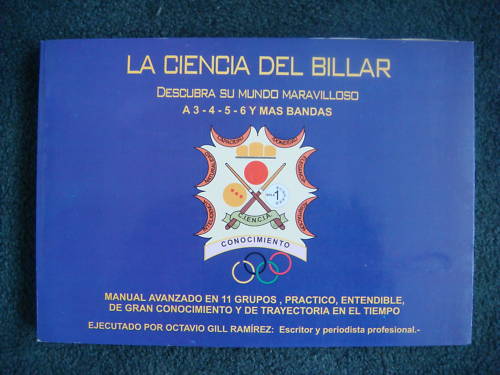 LA CIENCIA DEL BILLAR
DESCUBRA SU MUNDO MARAVILLOSO
A 3 - 4 - 5 - 6 Y MAS BANDAS
1
CIENCIA
CONOCIMIENTO
MANUAL AVANZADO EN 11 GRUPOS , PRACTICO, ENTENDIBLE,
DE GRAN CONOCIMIENTO Y DE TRAYECTORIA EN EL TIEMPO
EJECUTADO POR OCTAVIO GILL RAMÍREZ: Escritor y periodista profesional.-